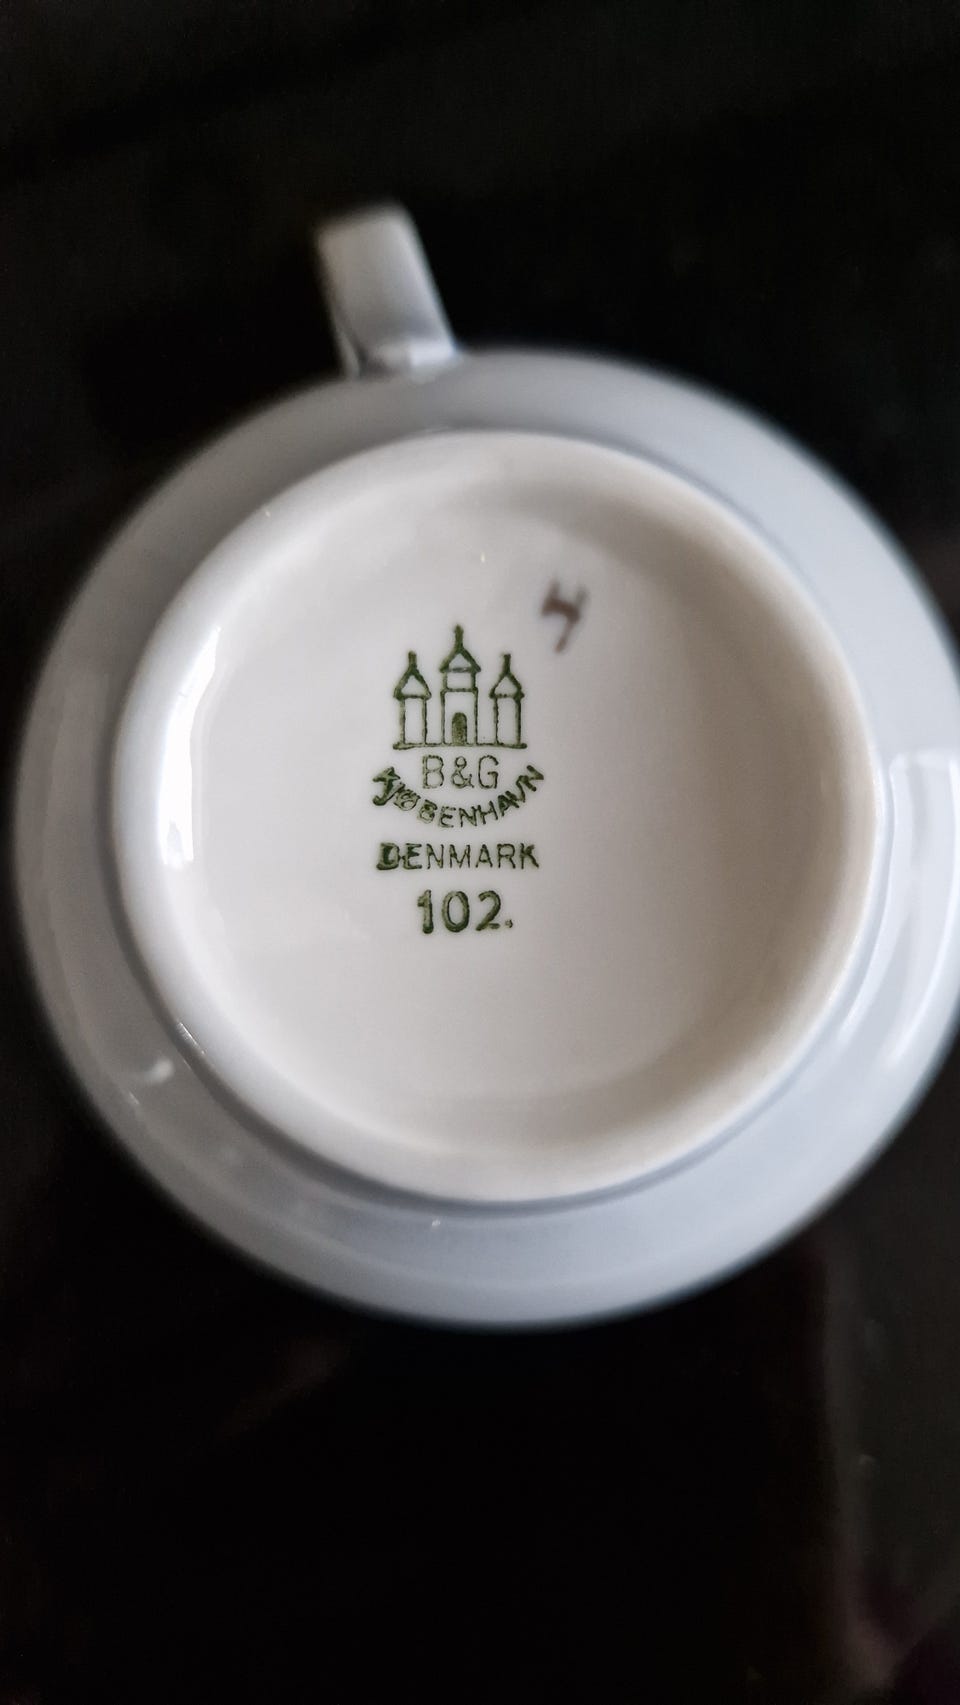 B&G
KJØBENHAVN
DENMARK
102.